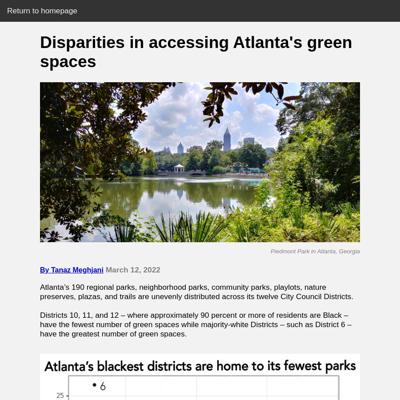 Return to homepage
Disparities in accessing Atlanta's green
spaces
Piedmont Park in Atlanta, Georgia
By Tanaz Meghjani March 12, 2022
Atlanta's 190 regional parks, neighborhood parks, community parks, playlots, nature
preserves, plazas, and trails are unevenly distributed across its twelve City Council Districts.
Districts 10, 11, and 12 – where approximately 90 percent or more of residents are Black –
have the fewest number of green spaces while majority-white Districts – such as District 6 –
have the greatest number of green spaces.
Atlanta's blackest districts are home to its fewest parks
6
25